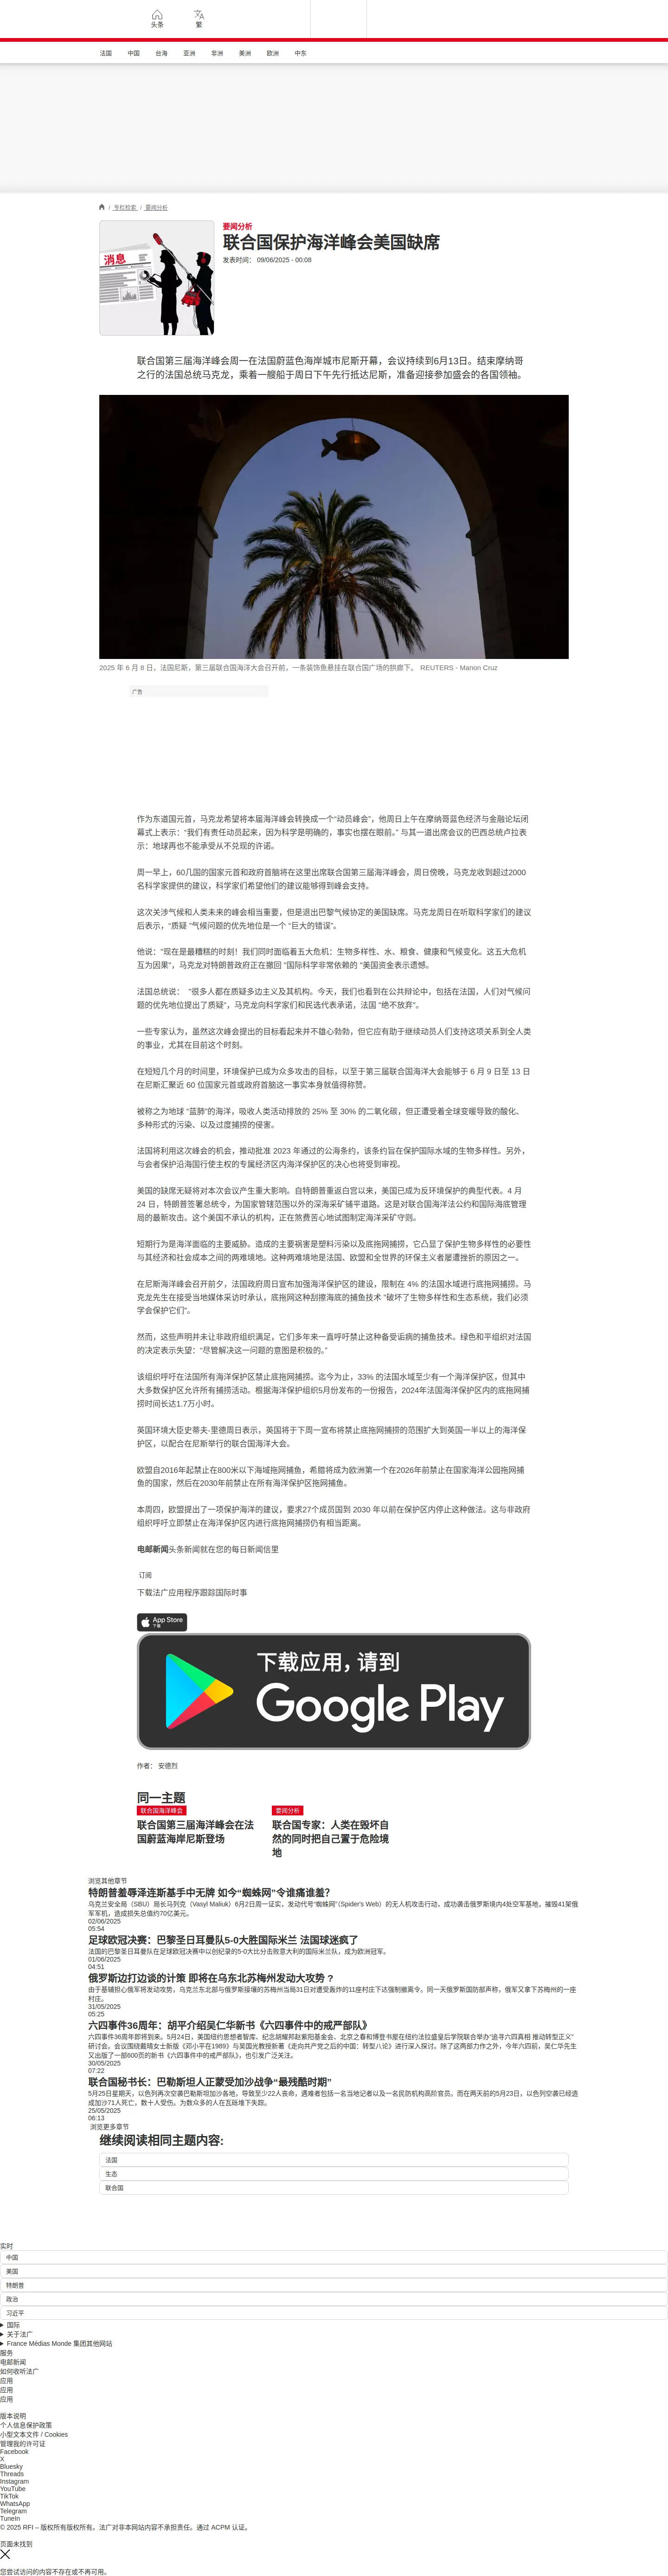 头条
繁
法国 中国 台海 亚洲 非洲 美洲 欧洲 中东
/ 专栏检索 / 要闻分析
消息
要闻分析
联合国保护海洋峰会美国缺席
发表时间： 09/06/2025 - 00:08
联合国第三届海洋峰会周一在法国蔚蓝色海岸城市尼斯开幕，会议持续到6月13日。结束摩纳哥
之行的法国总统马克龙，乘着一艘船于周日下午先行抵达尼斯，准备迎接参加盛会的各国领袖。
2025 年 6 月 8 日，法国尼斯，第三届联合国海洋大会召开前，一条装饰鱼悬挂在联合国广场的拱廊下。 REUTERS - Manon Cruz
广告
作为东道国元首，马克龙希望将本届海洋峰会转换成一个“动员峰会”，他周日上午在摩纳哥蓝色经济与金融论坛闭
幕式上表示：“我们有责任动员起来，因为科学是明确的，事实也摆在眼前。” 与其一道出席会议的巴西总统卢拉表
示：地球再也不能承受从不兑现的许诺。
周一早上，60几国的国家元首和政府首脑将在这里出席联合国第三届海洋峰会，周日傍晚，马克龙收到超过2000
名科学家提供的建议，科学家们希望他们的建议能够得到峰会支持。
这次关涉气候和人类未来的峰会相当重要，但是退出巴黎气候协定的美国缺席。马克龙周日在听取科学家们的建议
后表示，“质疑 ”气候问题的优先地位是一个 “巨大的错误”。
他说：“现在是最糟糕的时刻！我们同时面临着五大危机：生物多样性、水、粮食、健康和气候变化。这五大危机
互为因果”，马克龙对特朗普政府正在撤回 “国际科学非常依赖的 ”美国资金表示遗憾。
法国总统说： “很多人都在质疑多边主义及其机构。今天，我们也看到在公共辩论中，包括在法国，人们对气候问
题的优先地位提出了质疑”，马克龙向科学家们和民选代表承诺，法国 “绝不放弃”。
一些专家认为，虽然这次峰会提出的目标看起来并不雄心勃勃，但它应有助于继续动员人们支持这项关系到全人类
的事业，尤其在目前这个时刻。
在短短几个月的时间里，环境保护已成为众多攻击的目标，以至于第三届联合国海洋大会能够于 6 月 9 日至 13 日
在尼斯汇聚近 60 位国家元首或政府首脑这一事实本身就值得称赞。
被称之为地球 “蓝肺”的海洋，吸收人类活动排放的 25% 至 30% 的二氧化碳，但正遭受着全球变暖导致的酸化、
多种形式的污染、以及过度捕捞的侵害。
法国将利用这次峰会的机会，推动批准 2023 年通过的公海条约，该条约旨在保护国际水域的生物多样性。另外，
与会者保护沿海国行使主权的专属经济区内海洋保护区的决心也将受到审视。
美国的缺席无疑将对本次会议产生重大影响。自特朗普重返白宫以来，美国已成为反环境保护的典型代表。4 月
24 日，特朗普签署总统令，为国家管辖范围以外的深海采矿铺平道路。这是对联合国海洋法公约和国际海底管理
局的最新攻击。这个美国不承认的机构，正在煞费苦心地试图制定海洋采矿守则。
短期行为是海洋面临的主要威胁。造成的主要祸害是塑料污染以及底拖网捕捞，它凸显了保护生物多样性的必要性
与其经济和社会成本之间的两难境地。这种两难境地是法国、欧盟和全世界的环保主义者屡遭挫折的原因之一。
在尼斯海洋峰会召开前夕，法国政府周日宣布加强海洋保护区的建设，限制在 4% 的法国水域进行底拖网捕捞。马
克龙先生在接受当地媒体采访时承认，底拖网这种刮擦海底的捕鱼技术 “破坏了生物多样性和生态系统，我们必须
学会保护它们”。
然而，这些声明并未让非政府组织满足，它们多年来一直呼吁禁止这种备受诟病的捕鱼技术。绿色和平组织对法国
的决定表示失望：“尽管解决这一问题的意图是积极的。”
该组织呼吁在法国所有海洋保护区禁止底拖网捕捞。迄今为止，33% 的法国水域至少有一个海洋保护区，但其中
大多数保护区允许所有捕捞活动。根据海洋保护组织5月份发布的一份报告，2024年法国海洋保护区内的底拖网捕
捞时间长达1.7万小时。
英国环境大臣史蒂夫-里德周日表示，英国将于下周一宣布将禁止底拖网捕捞的范围扩大到英国一半以上的海洋保
护区，以配合在尼斯举行的联合国海洋大会。
欧盟自2016年起禁止在800米以下海域拖网捕鱼，希腊将成为欧洲第一个在2026年前禁止在国家海洋公园拖网捕
鱼的国家，然后在2030年前禁止在所有海洋保护区拖网捕鱼。
本周四，欧盟提出了一项保护海洋的建议，要求27个成员国到 2030 年以前在保护区内停止这种做法。这与非政府
组织呼吁立即禁止在海洋保护区内进行底拖网捕捞仍有相当距离。
电邮新闻头条新闻就在您的每日新闻信里
订阅
下载法广应用程序跟踪国际时事
App Store
下载
下载应用，请到
Google Play
作者： 安德烈
同一主题
联合国海洋峰会
联合国第三届海洋峰会在法
国蔚蓝海岸尼斯登场
要闻分析
联合国专家：人类在毁坏自
然的同时把自己置于危险境
地
浏览其他章节
特朗普羞辱泽连斯基手中无牌 如今“蜘蛛网”令谁痛谁羞？
乌克兰安全局（SBU）局长马列克（Vasyl Maliuk）6月2日周一证实，发动代号“蜘蛛网”（Spider's Web）的无人机攻击行动，成功袭击俄罗斯境内4处空军基地，摧毁41架俄
军军机，造成损失总值约70亿美元。
02/06/2025
05:54
足球欧冠决赛：巴黎圣日耳曼队5-0大胜国际米兰 法国球迷疯了
法国的巴黎圣日耳曼队在足球欧冠决赛中以创纪录的5-0大比分击败意大利的国际米兰队，成为欧洲冠军。
01/06/2025
04:51
俄罗斯边打边谈的计策 即将在乌东北苏梅州发动大攻势 ？
由于基辅担心俄军将发动攻势，乌克兰东北部与俄罗斯接壤的苏梅州当局31日对遭受轰炸的11座村庄下达强制撤离令。同一天俄罗斯国防部声称，俄军又拿下苏梅州的一座
村庄。
31/05/2025
05:25
六四事件36周年：胡平介绍吴仁华新书《六四事件中的戒严部队》
六四事件36周年即将到来。5月24日，美国纽约思想者智库、纪念胡耀邦赵紫阳基金会、北京之春和博登书屋在纽约法拉盛皇后学院联合举办“追寻六四真相 推动转型正义”
研讨会，会议围绕戴晴女士新版《邓小平在1989》与吴国光教授新著《走向共产党之后的中国：转型八论》进行深入探讨。除了这两部力作之外，今年六四前，吴仁华先生
又出版了一部600页的新书《六四事件中的戒严部队》，也引发广泛关注。
30/05/2025
07:22
联合国秘书长：巴勒斯坦人正蒙受加沙战争“最残酷时期”
5月25日星期天，以色列再次空袭巴勒斯坦加沙各地，导致至少22人丧命，遇难者包括一名当地记者以及一名民防机构高阶官员。而在两天前的5月23日，以色列空袭已经造
成加沙71人死亡，数十人受伤。为数众多的人在瓦砾堆下失踪。
25/05/2025
06:13
浏览更多章节
继续阅读相同主题内容:
法国
生态
联合国
实时
中国
美国
特朗普
政治
习近平
国际
关于法广
France Médias Monde 集团其他网站
服务
电邮新闻
如何收听法广
应用
应用
应用
版本说明
个人信息保护政策
小型文本文件 / Cookies
管理我的许可证
Facebook
X
Bluesky
Threads
Instagram
YouTube
TikTok
WhatsApp
Telegram
TuneIn
© 2025 RFI – 版权所有版权所有。法广对非本网站内容不承担责任。通过 ACPM 认证。
页面未找到
您尝试访问的内容不存在或不再可用。